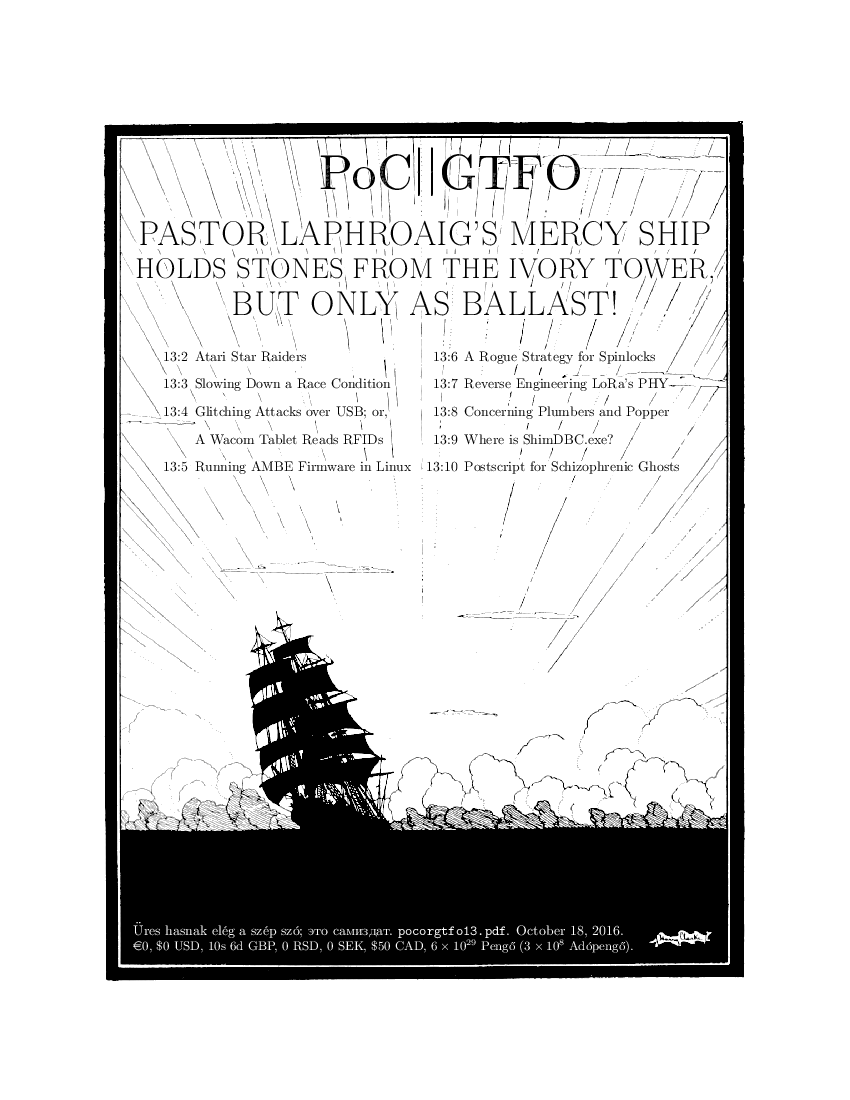 PoC||GTFO
PASTOR LAPHROAIG'S MERCY SHIP
HOLDS STONES FROM THE IVORY TOWER,
BUT ONLY AS BALLAST!
13:2 Atari Star Raiders
13:3 Slowing Down a Race Condition
13:4 Glitching Attacks over USB; or,
A Wacom Tablet Reads RFIDs
13:5 Running AMBE Firmware in Linux
13:6 A Rogue Strategy for Spinlocks
13:7 Reverse Engineering LoRa's PHY
13:8 Concerning Plumbers and Popper
13:9 Where is ShimDBC.exe?
13:10 Postscript for Schizophrenic Ghosts
Üres hasnak elég a szép szó; это самиздат. pocorgtfo13.pdf. October 18, 2016.
€0, $0 USD, 10s 6d GBP, 0 RSD, 0 SEK, $50 CAD, 6 × 10²⁹ Pengő (3 × 10⁸ Adópengő).
Harry Clarke